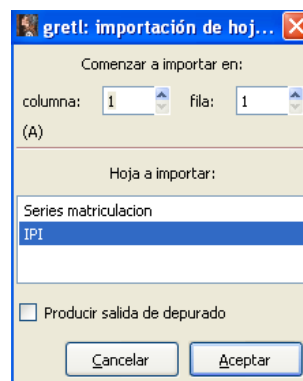 gretl: importación de hoj...
Comenzar a importar en:
columna: 1 fila: 1
(A)
Hoja a importar:
Series matriculacion
IPI
Producir salida de depurado
Cancelar Aceptar